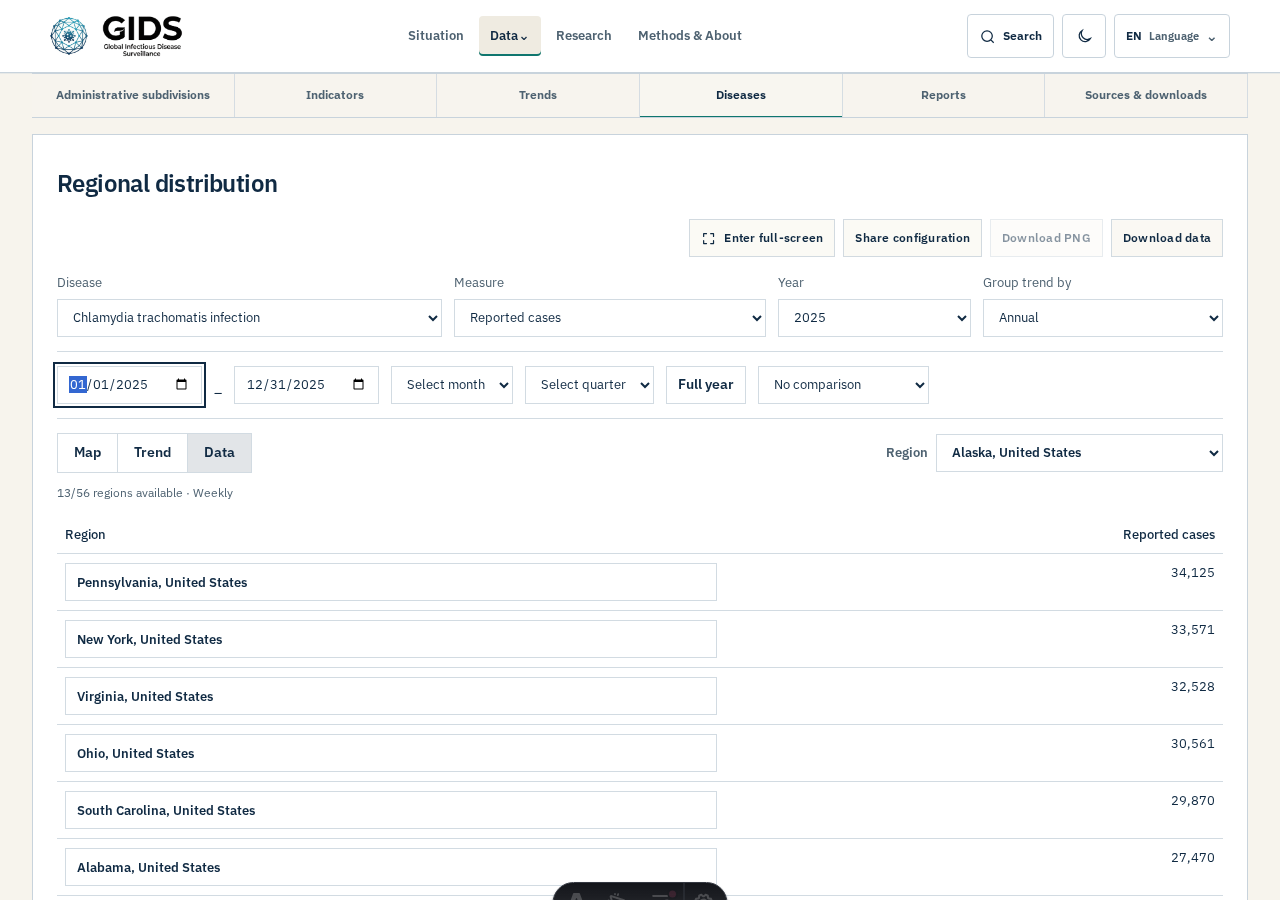 GIDS
Global Infectious Disease
Surveillance
Situation
Data
Research
Methods & About
Search
EN Language
Administrative subdivisions
Indicators
Trends
Diseases
Reports
Sources & downloads
Regional distribution
Enter full-screen
Share configuration
Download PNG
Download data
Disease
Measure
Year
Group trend by
Chlamydia trachomatis infection
Reported cases
2025
Annual
01/01/2025
–
12/31/2025
Select month
Select quarter
Full year
No comparison
Map
Trend
Data
Region
Alaska, United States
13/56 regions available · Weekly
Region
Reported cases
Pennsylvania, United States
34,125
New York, United States
33,571
Virginia, United States
32,528
Ohio, United States
30,561
South Carolina, United States
29,870
Alabama, United States
27,470